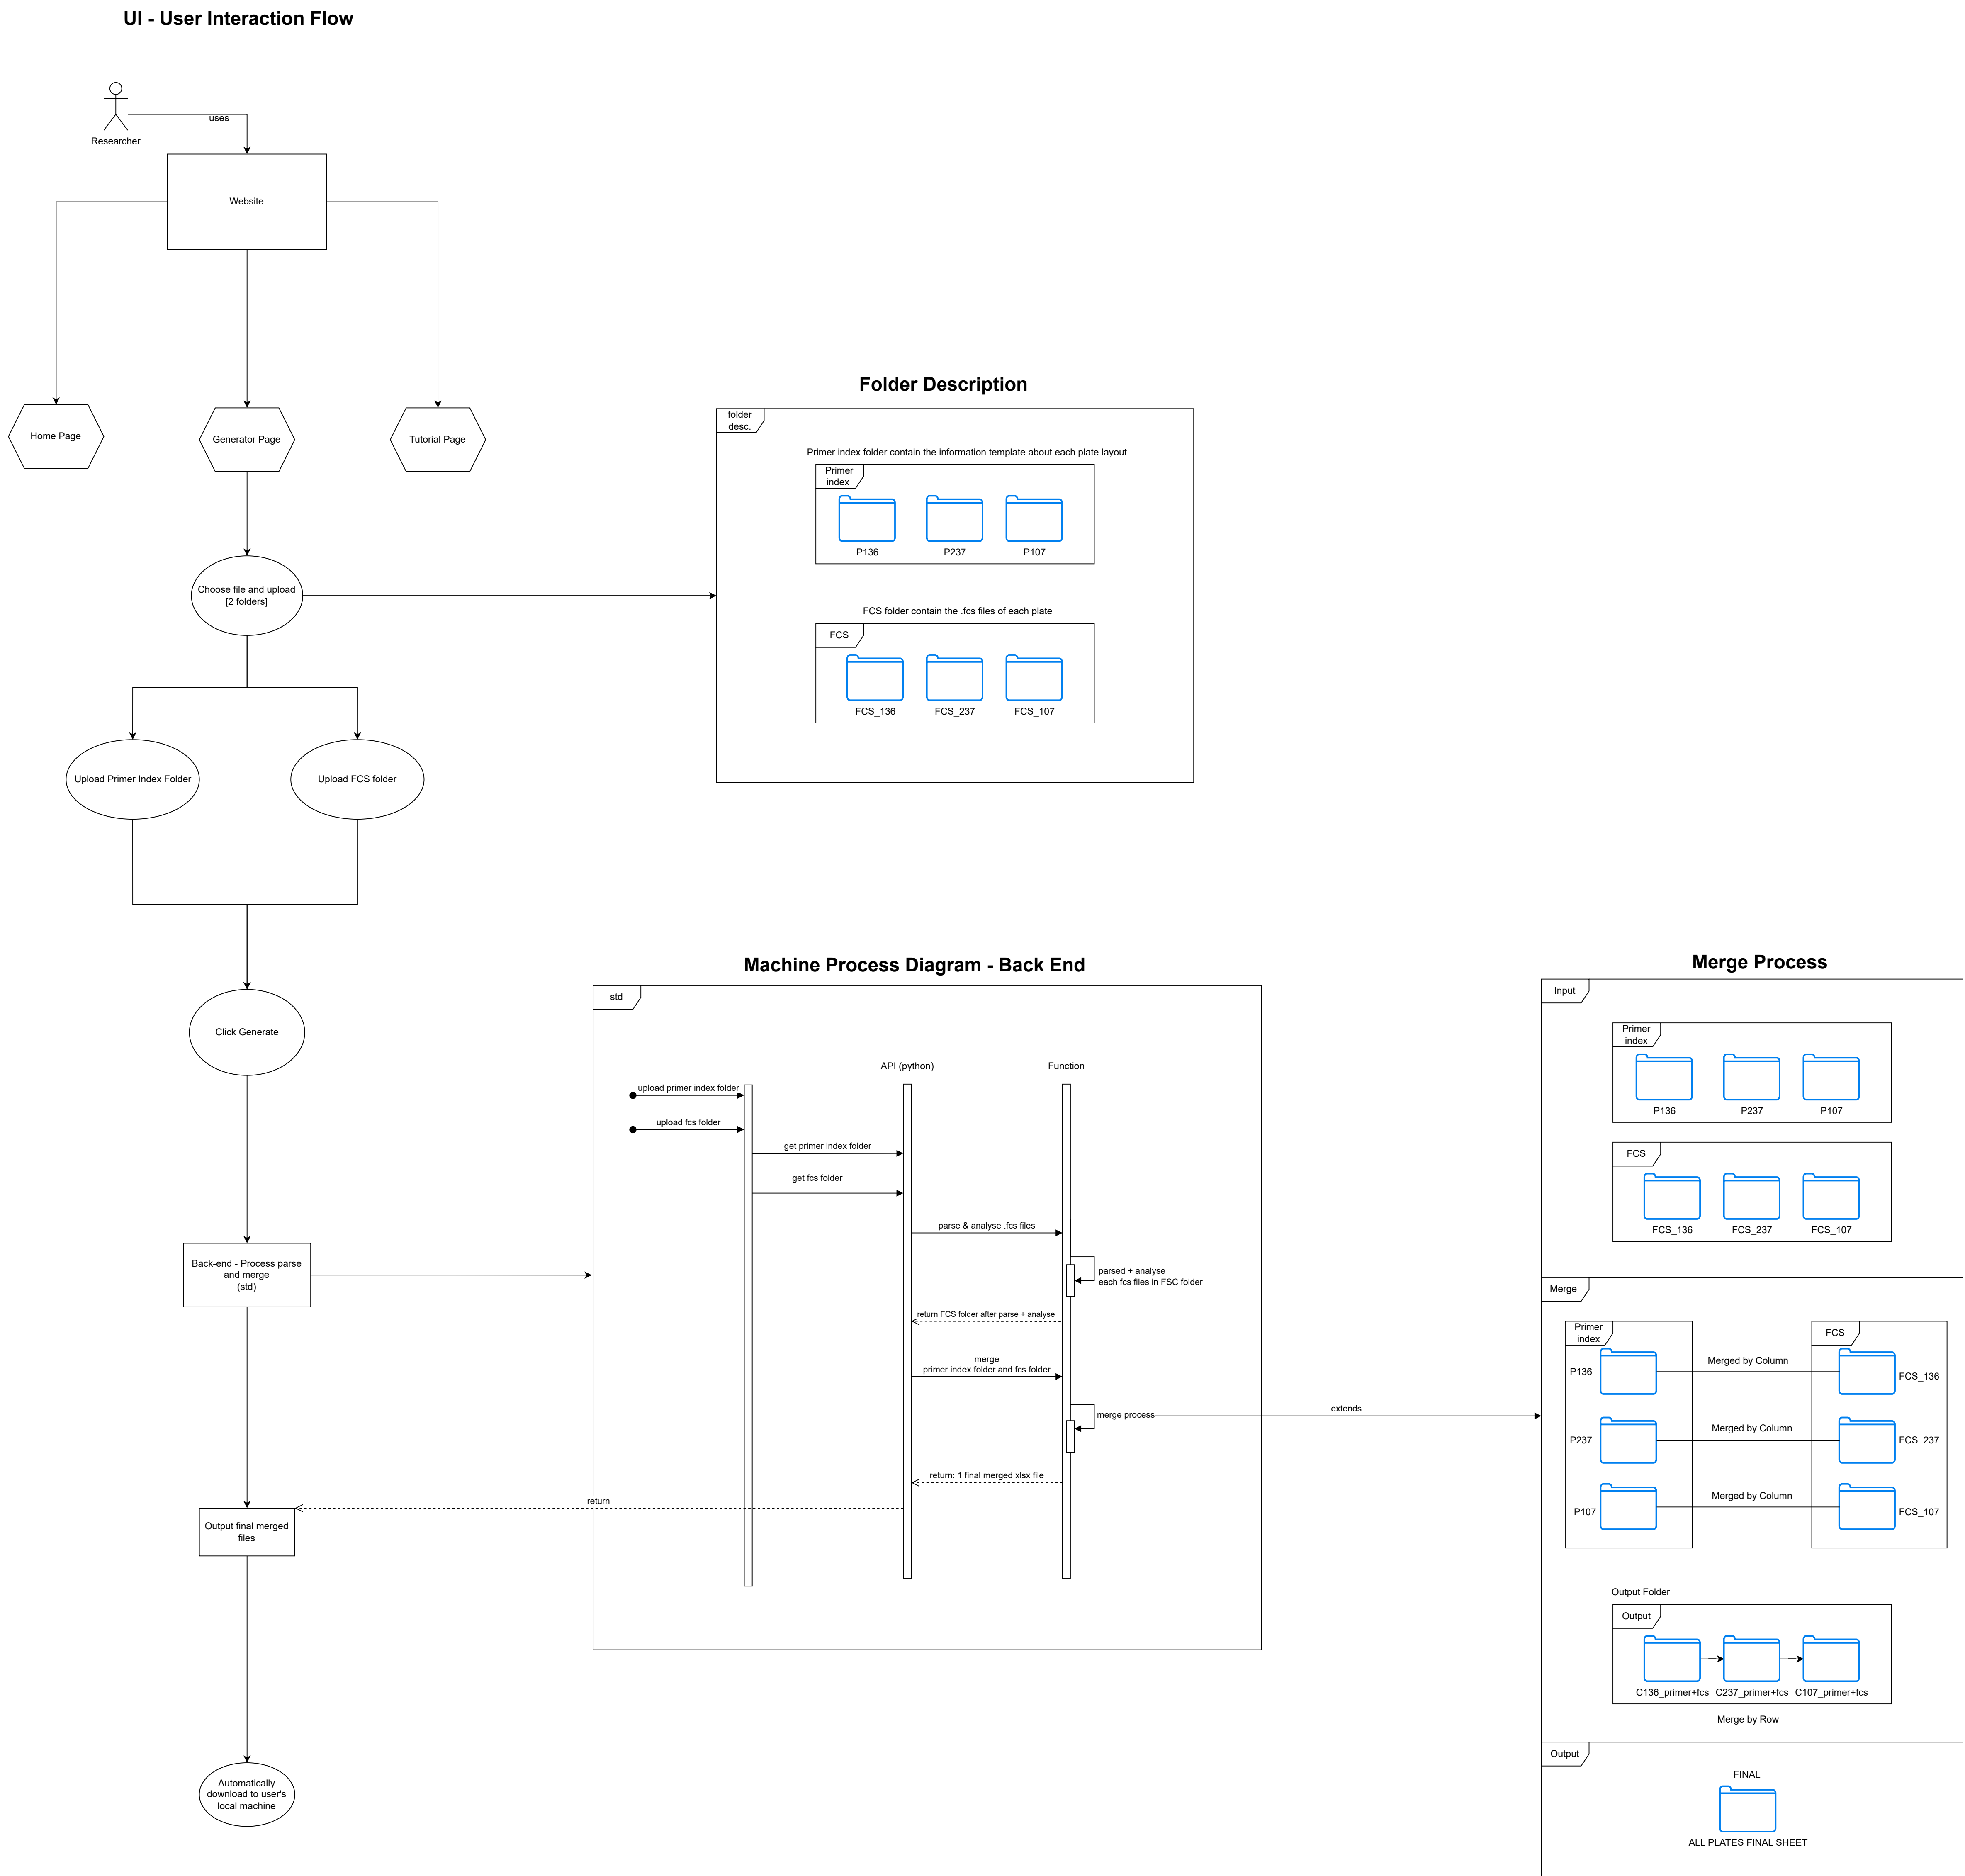 UI - User Interaction Flow
Researcher
uses
Website
Home Page
Generator Page
Tutorial Page
Choose file and upload
[2 folders]
Upload Primer Index Folder
Upload FCS folder
Click Generate
Back-end - Process parse
and merge
(std)
Output final merged
files
Automatically
download to user's
local machine
Folder Description
folder
desc.
Primer index folder contain the information template about each plate layout
Primer
index
P136
P237
P107
FCS folder contain the .fcs files of each plate
FCS
FCS_136
FCS_237
FCS_107
Machine Process Diagram - Back End
std
API (python)
Function
upload primer index folder
upload fcs folder
get primer index folder
get fcs folder
parse & analyse .fcs files
parsed + analyse
each fcs files in FSC folder
return FCS folder after parse + analyse
merge
primer index folder and fcs folder
merge process
extends
return: 1 final merged xlsx file
return
Merge Process
Input
Primer
index
P136
P237
P107
FCS
FCS_136
FCS_237
FCS_107
Merge
Primer
index
FCS
P136
Merged by Column
FCS_136
P237
Merged by Column
FCS_237
P107
Merged by Column
FCS_107
Output Folder
Output
C136_primer+fcs
C237_primer+fcs
C107_primer+fcs
Merge by Row
Output
FINAL
ALL PLATES FINAL SHEET